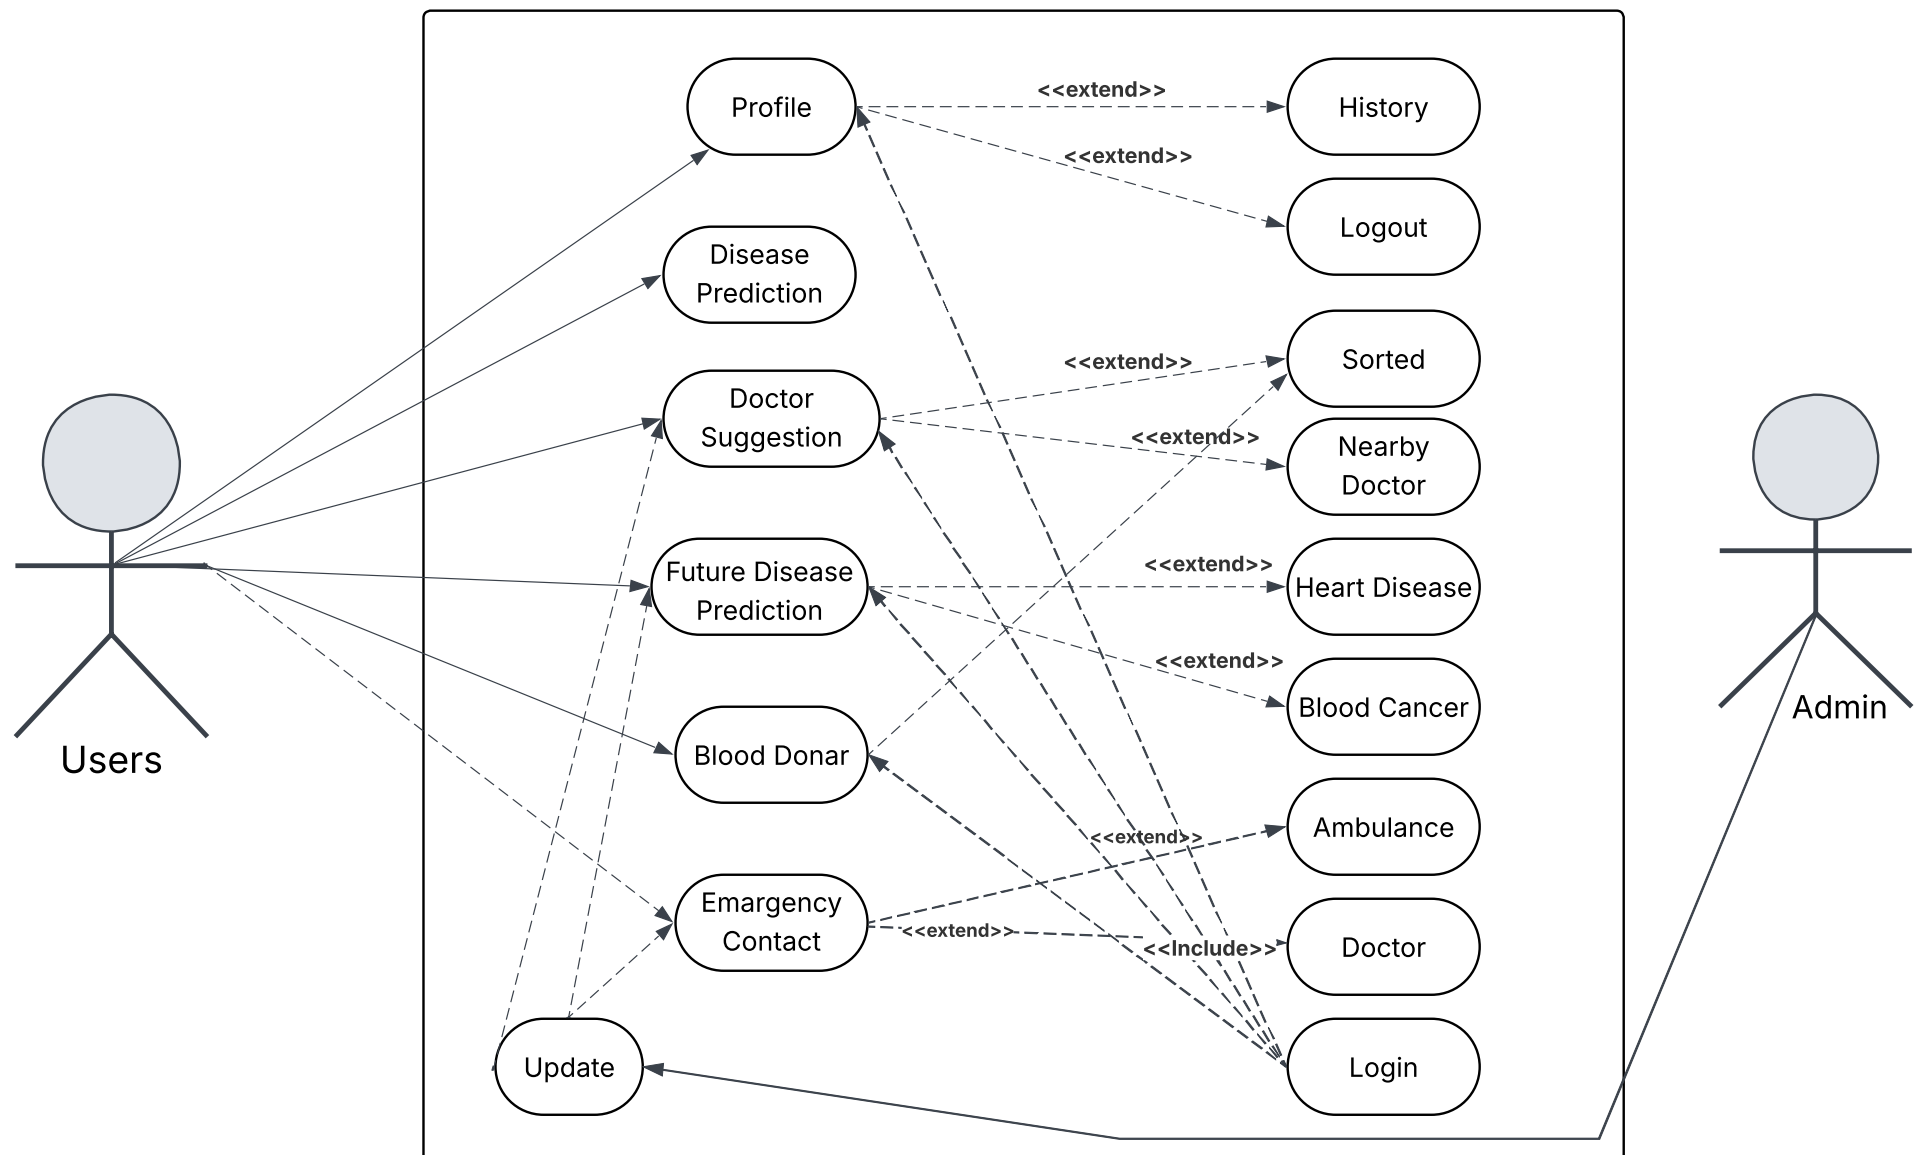 Profile
<<extend>>
History
<<extend>>
Logout
Disease
Prediction
Doctor
Suggestion
<<extend>>
Sorted
<<extend>>
Nearby
Doctor
Future Disease
Prediction
<<extend>>
Heart Disease
<<extend>>
Blood Cancer
Users
Admin
Blood Donar
<<extend>>
Ambulance
Emargency
Contact
<<extend>>
<<Include>>
Doctor
Update
Login